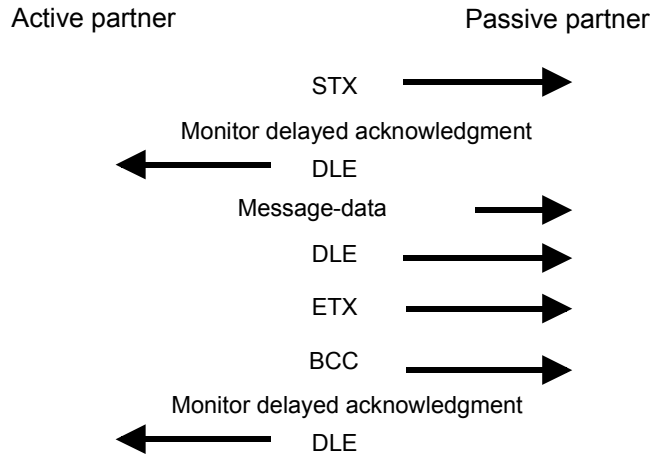 Active partner Passive partner
STX
Monitor delayed acknowledgment
DLE
Message-data
DLE
ETX
BCC
Monitor delayed acknowledgment
DLE